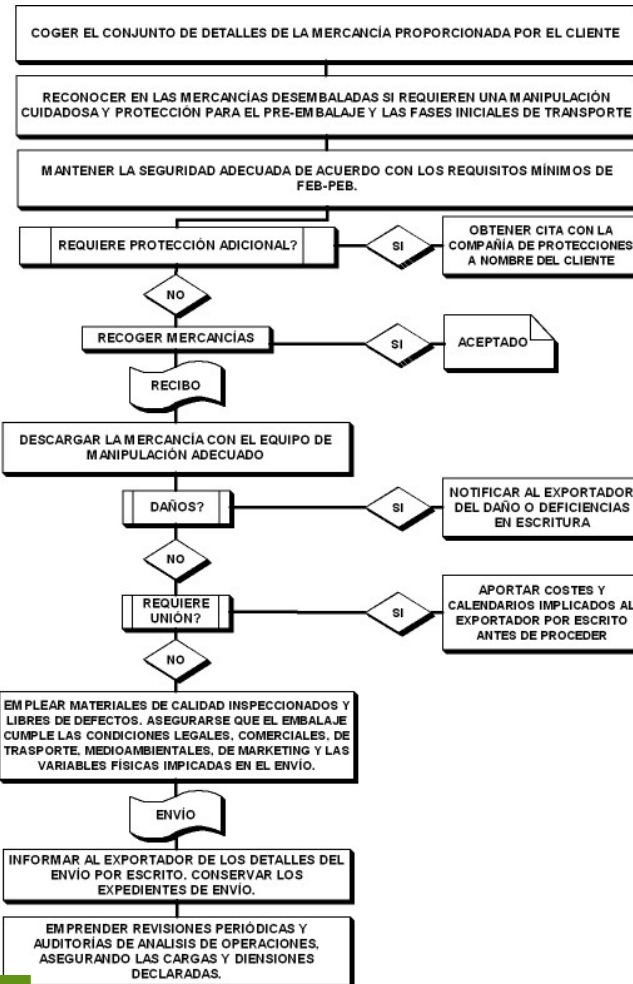 COGER EL CONJUNTO DE DETALLES DE LA MERCANCÍA PROPORCIONADA POR EL CLIENTE
RECONOCER EN LAS MERCANCÍAS DESEMBALADAS SI REQUIEREN UNA MANIPULACIÓN
CUIDADOSA Y PROTECCIÓN PARA EL PRE-EMBALAJE Y LAS FASES INICIALES DE TRANSPORTE
MANTENER LA SEGURIDAD ADECUADA DE ACUERDO CON LOS REQUISITOS MÍNIMOS DE
FEB-PEB.
REQUIERE PROTECCIÓN ADICIONAL?
SI
OBTENER CITA CON LA
COMPAÑÍA DE PROTECCIONES
A NOMBRE DEL CLIENTE
NO
RECOGER MERCANCÍAS
SI
ACEPTADO
RECIBO
DESCARGAR LA MERCANCÍA CON EL EQUIPO DE
MANIPULACIÓN ADECUADO
DAÑOS?
SI
NOTIFICAR AL EXPORTADOR
DEL DAÑO O DEFICIENCIAS
EN ESCRITURA
NO
REQUIERE
UNIÓN?
SI
APORTAR COSTES Y
CALENDARIOS IMPLICADOS AL
EXPORTADOR POR ESCRITO
ANTES DE PROCEDER
NO
EMPLEAR MATERIALES DE CALIDAD INSPECCIONADOS Y
LIBRES DE DEFECTOS. ASEGURARSE QUE EL EMBALAJE
CUMPLE LAS CONDICIONES LEGALES, COMERCIALES, DE
TRASPORTE, MEDIOAMBIENTALES, DE MARKETING Y LAS
VARIABLES FÍSICAS IMPLICADAS EN EL ENVÍO.
ENVÍO
INFORMAR AL EXPORTADOR DE LOS DETALLES DEL
ENVÍO POR ESCRITO. CONSERVAR LOS
EXPEDIENTES DE ENVÍO.
EMPRENDER REVISIONES PERIÓDICAS Y
AUDITORÍAS DE ANALISIS DE OPERACIONES,
ASEGURANDO LAS CARGAS Y DIENSIONES
DECLARADAS.